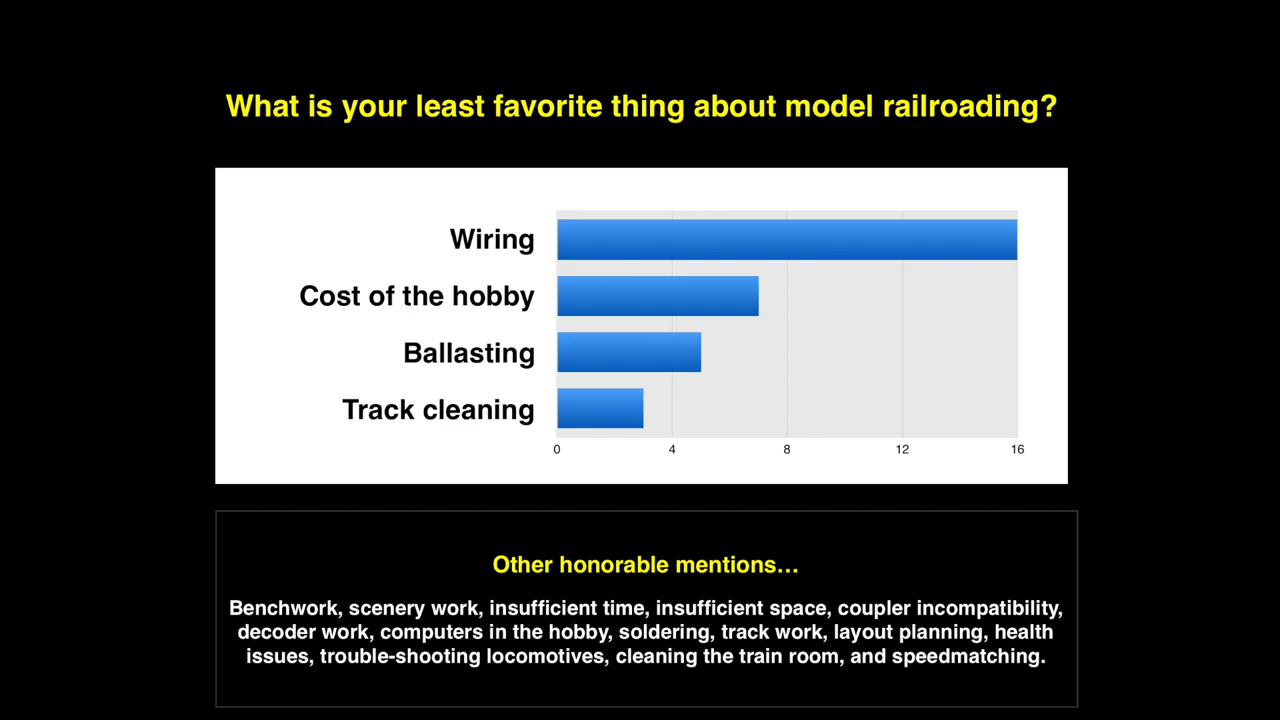 What is your least favorite thing about model railroading?
Wiring
Cost of the hobby
Ballasting
Track cleaning
0 4 8 12 16
Other honorable mentions…
Benchwork, scenery work, insufficient time, insufficient space, coupler incompatibility,
decoder work, computers in the hobby, soldering, track work, layout planning, health
issues, trouble-shooting locomotives, cleaning the train room, and speedmatching.